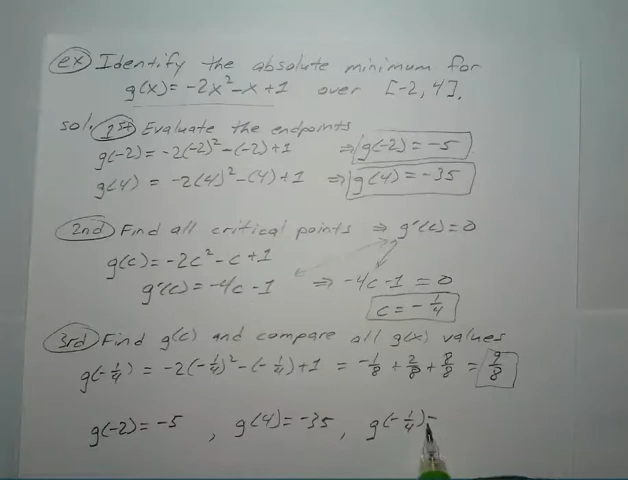 ex Identify the absolute minimum for
g(x) = -2x² - x + 1 over [-2, 4].
sol. 1st Evaluate the endpoints
g(-2) = -2(-2)² - (-2) + 1 ⇒ g(-2) = -5
g(4) = -2(4)² - (4) + 1 ⇒ g(4) = -35
2nd Find all critical points ⇒ g'(c) = 0
g(c) = -2c² - c + 1
g'(c) = -4c - 1 ⇒ -4c - 1 = 0
c = -1/4
3rd Find g(c) and compare all g(x) values
g(-1/4) = -2(-1/4)² - (-1/4) + 1 = -1/8 + 2/8 + 8/8 = 9/8
g(-2) = -5 , g(4) = -35 , g(-1/4) -